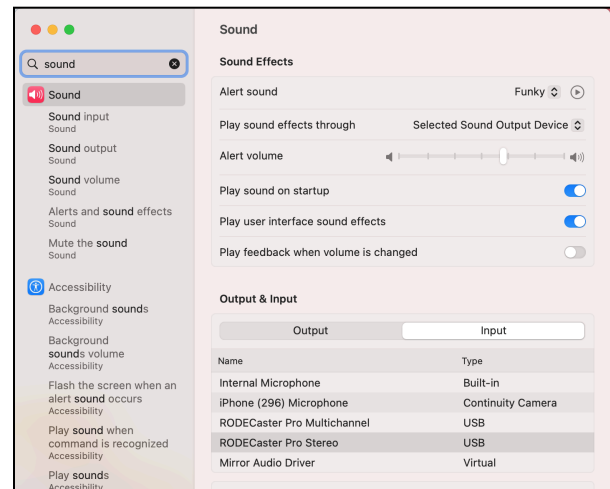 sound
Sound
Sound input
Sound
Sound output
Sound
Sound volume
Sound
Alerts and sound effects
Sound
Mute the sound
Sound
Accessibility
Background sounds
Accessibility
Background
sounds volume
Accessibility
Flash the screen when an
alert sound occurs
Accessibility
Play sound when
command is recognized
Accessibility
Play sounds
Accessibility
Sound
Sound Effects
Alert sound Funky
Play sound effects through Selected Sound Output Device
Alert volume
Play sound on startup
Play user interface sound effects
Play feedback when volume is changed
Output & Input
Output Input
Name Type
Internal Microphone Built-in
iPhone (296) Microphone Continuity Camera
RODECaster Pro Multichannel USB
RODECaster Pro Stereo USB
Mirror Audio Driver Virtual